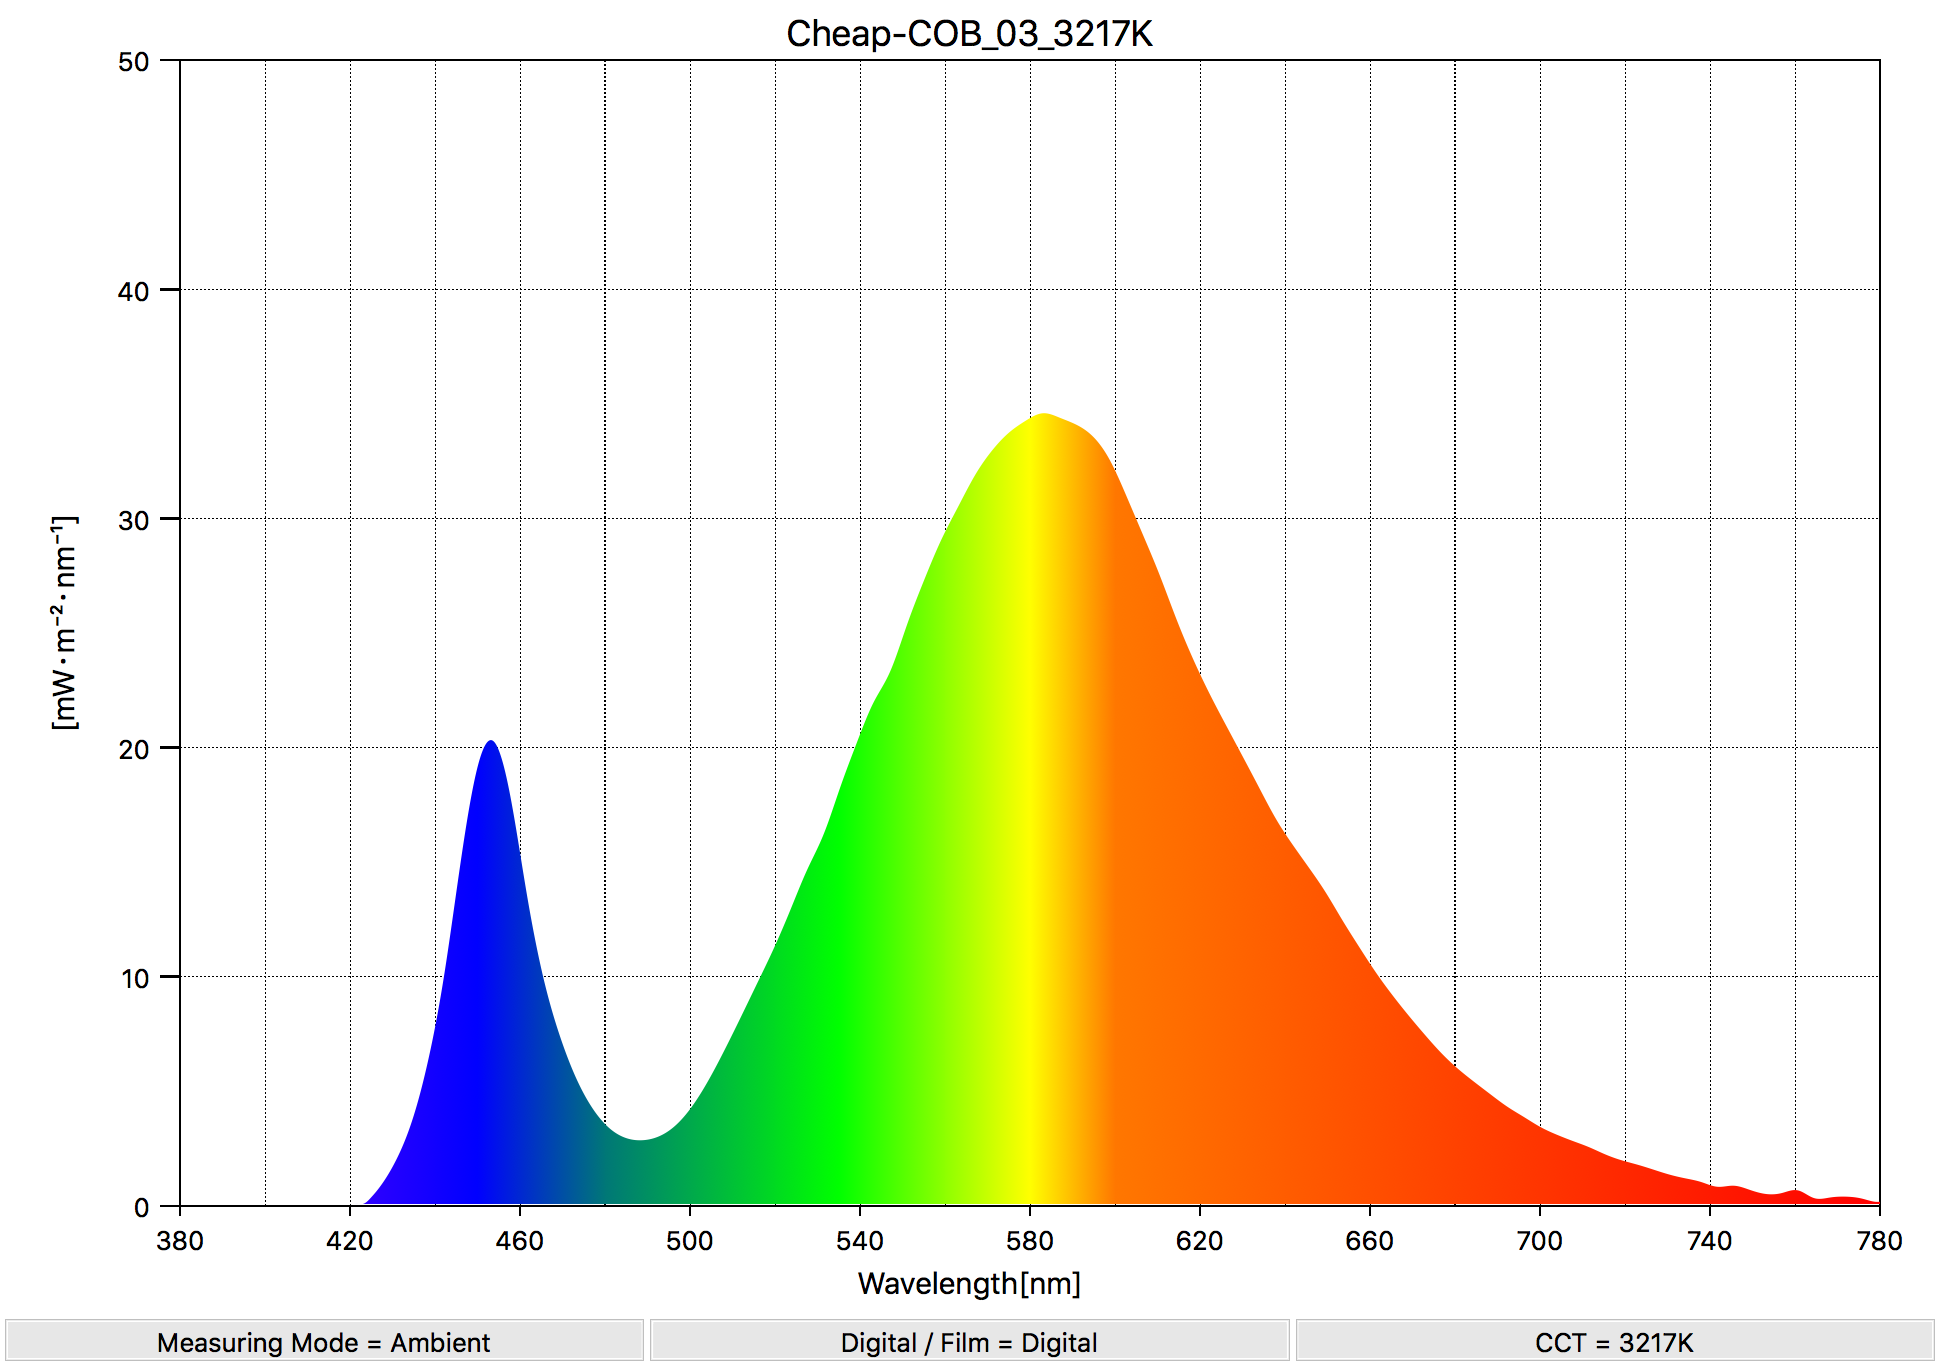 Cheap-COB_03_3217K
50
40
30
20
10
0
[mW·m⁻²·nm⁻¹]
380 420 460 500 540 580 620 660 700 740 780
Wavelength[nm]
Measuring Mode = Ambient
Digital / Film = Digital
CCT = 3217K